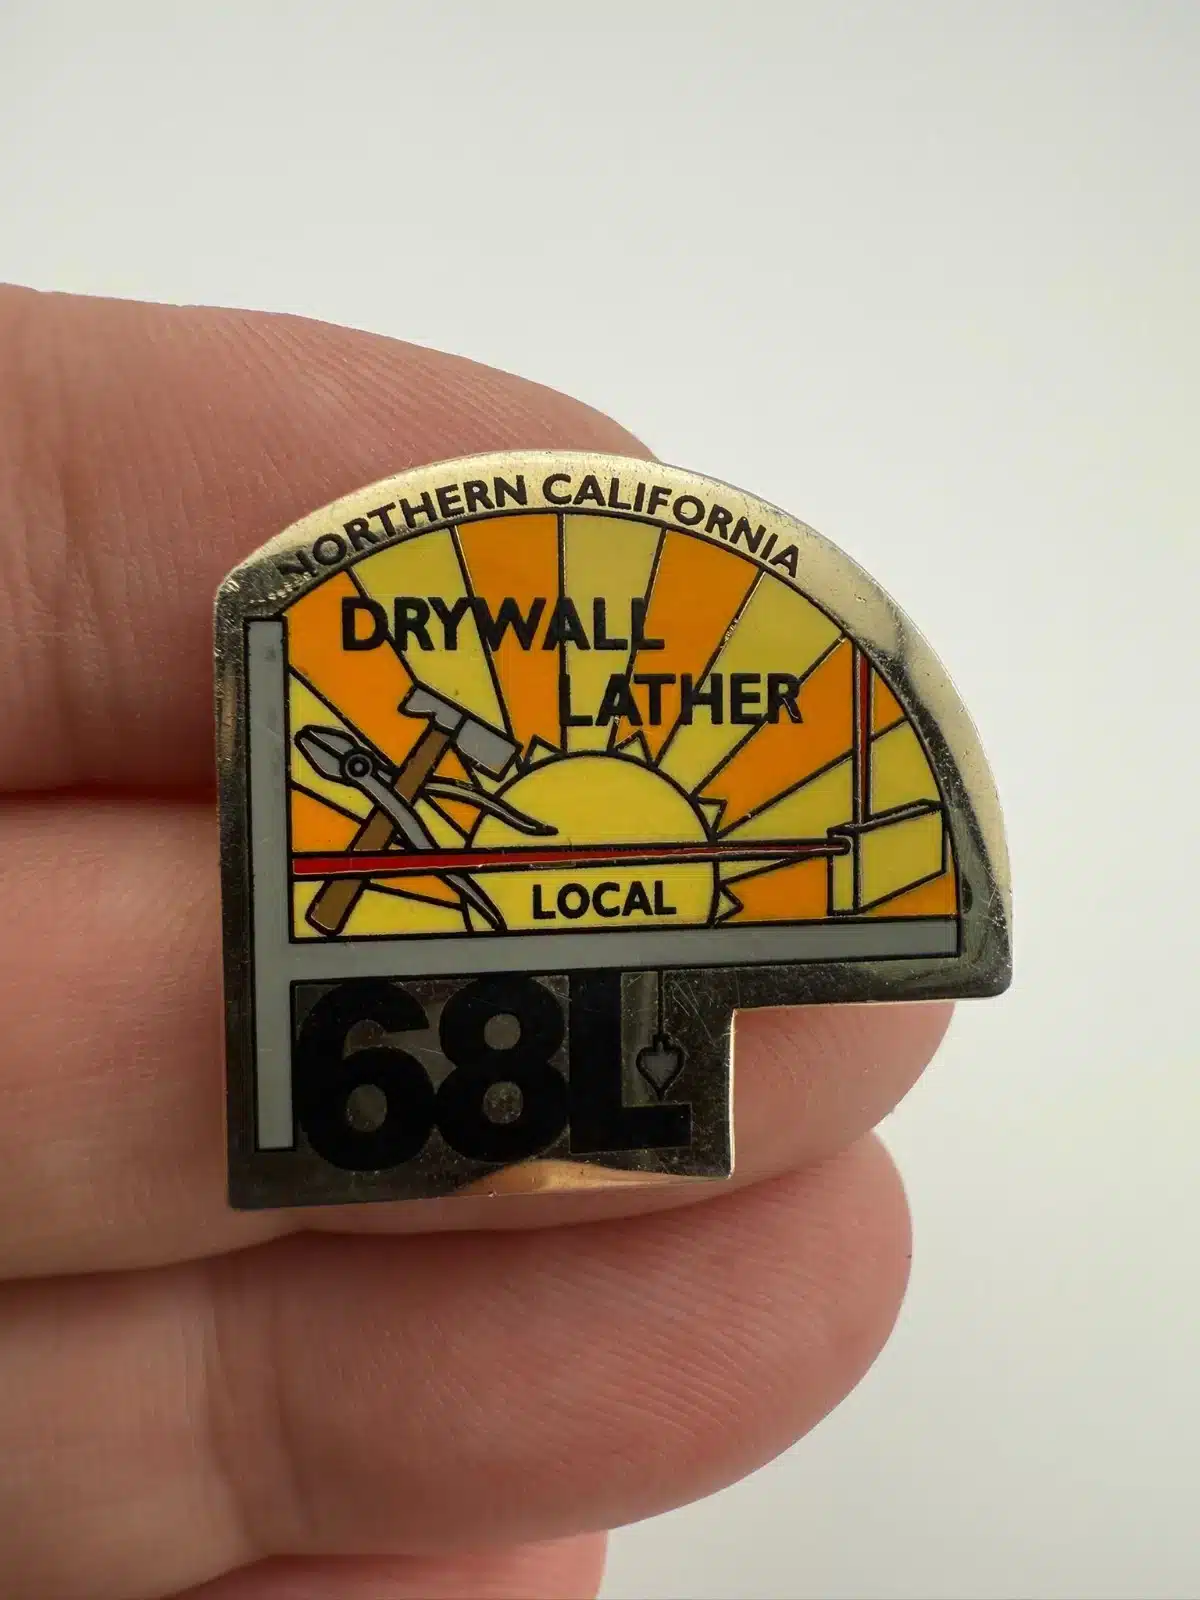 NORTHERN CALIFORNIA
DRYWALL
LATHER
LOCAL
68L